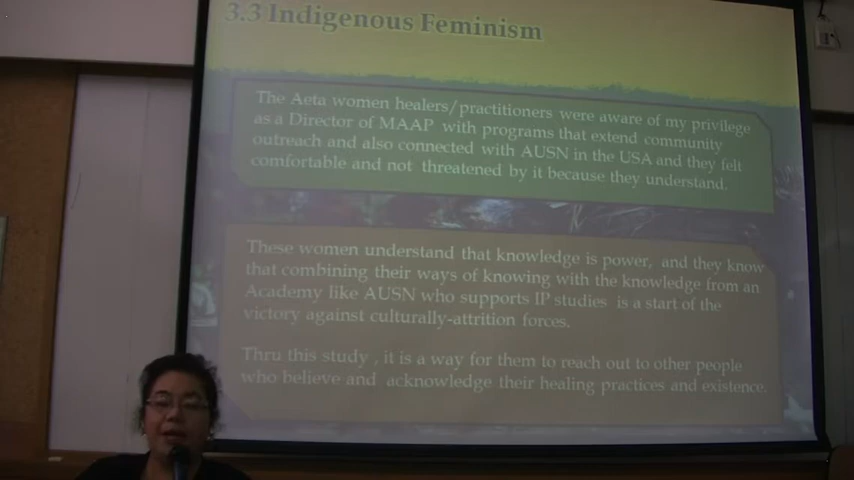 3.3 Indigenous Feminism
The Aeta women healers/practitioners were aware of my privilege
as a Director of MAAP with programs that extend community
outreach and also connected with AUSN in the USA and they felt
comfortable and not threatened by it because they understand.
These women understand that knowledge is power, and they know
that combining their ways of knowing with the knowledge from an
Academy like AUSN who supports IP studies is a start of the
victory against culturally-attrition forces.
Thru this study , it is a way for them to reach out to other people
who believe and acknowledge their healing practices and existence.